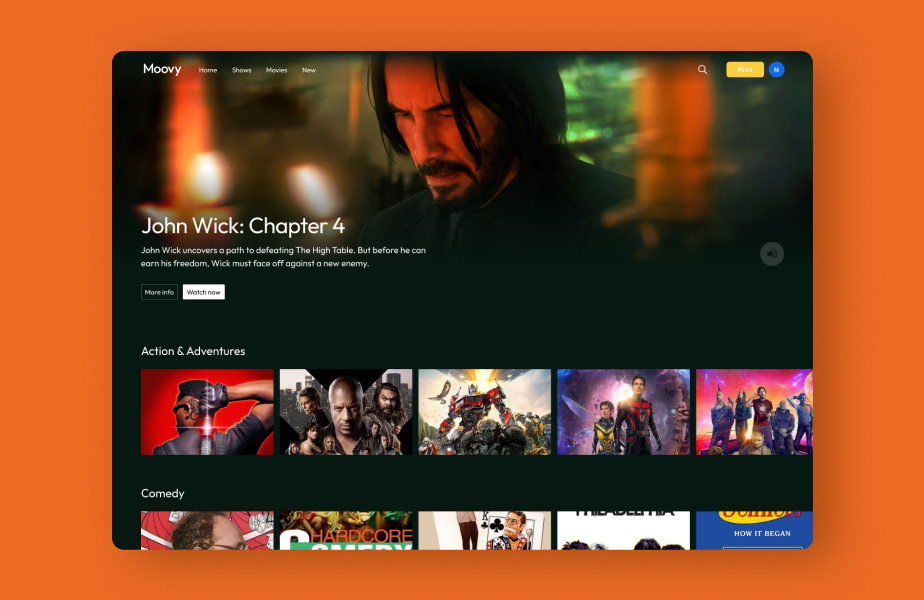 Moovy Home Shows Movies New Kids N
John Wick: Chapter 4
John Wick uncovers a path to defeating The High Table. But before he can
earn his freedom, Wick must face off against a new enemy.
More info Watch now
Action & Adventures
Comedy
HARDCORE
COMEDY
K
PHILADELPHIA
Seinfeld
HOW IT BEGAN